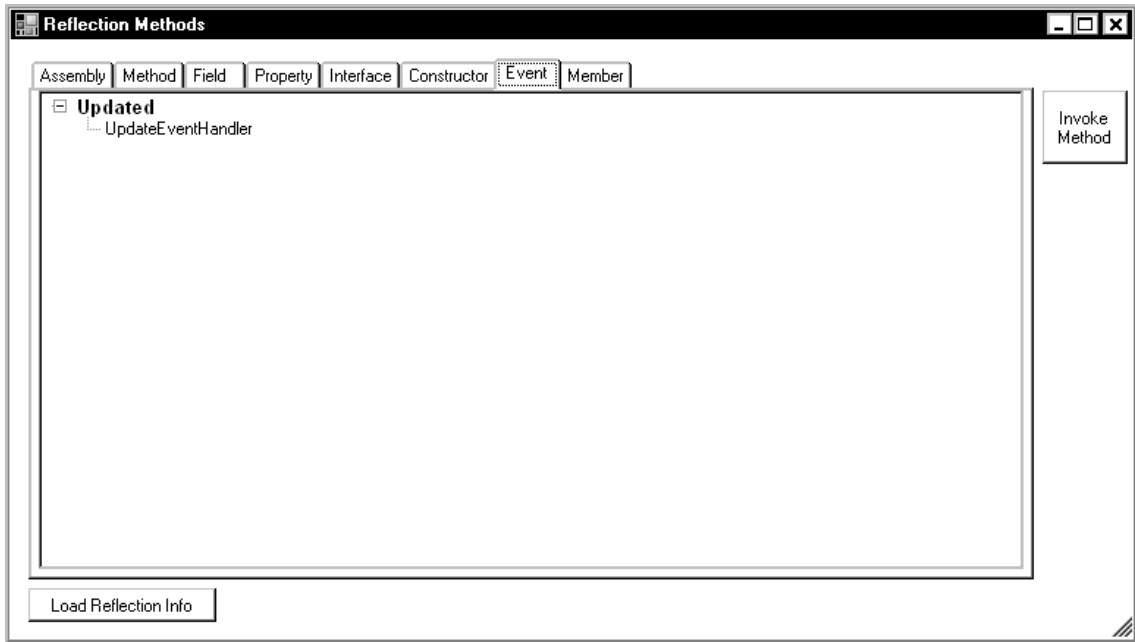 Reflection Methods
Assembly Method Field Property Interface Constructor Event Member
Updated
UpdateEventHandler
Invoke
Method
Load Reflection Info